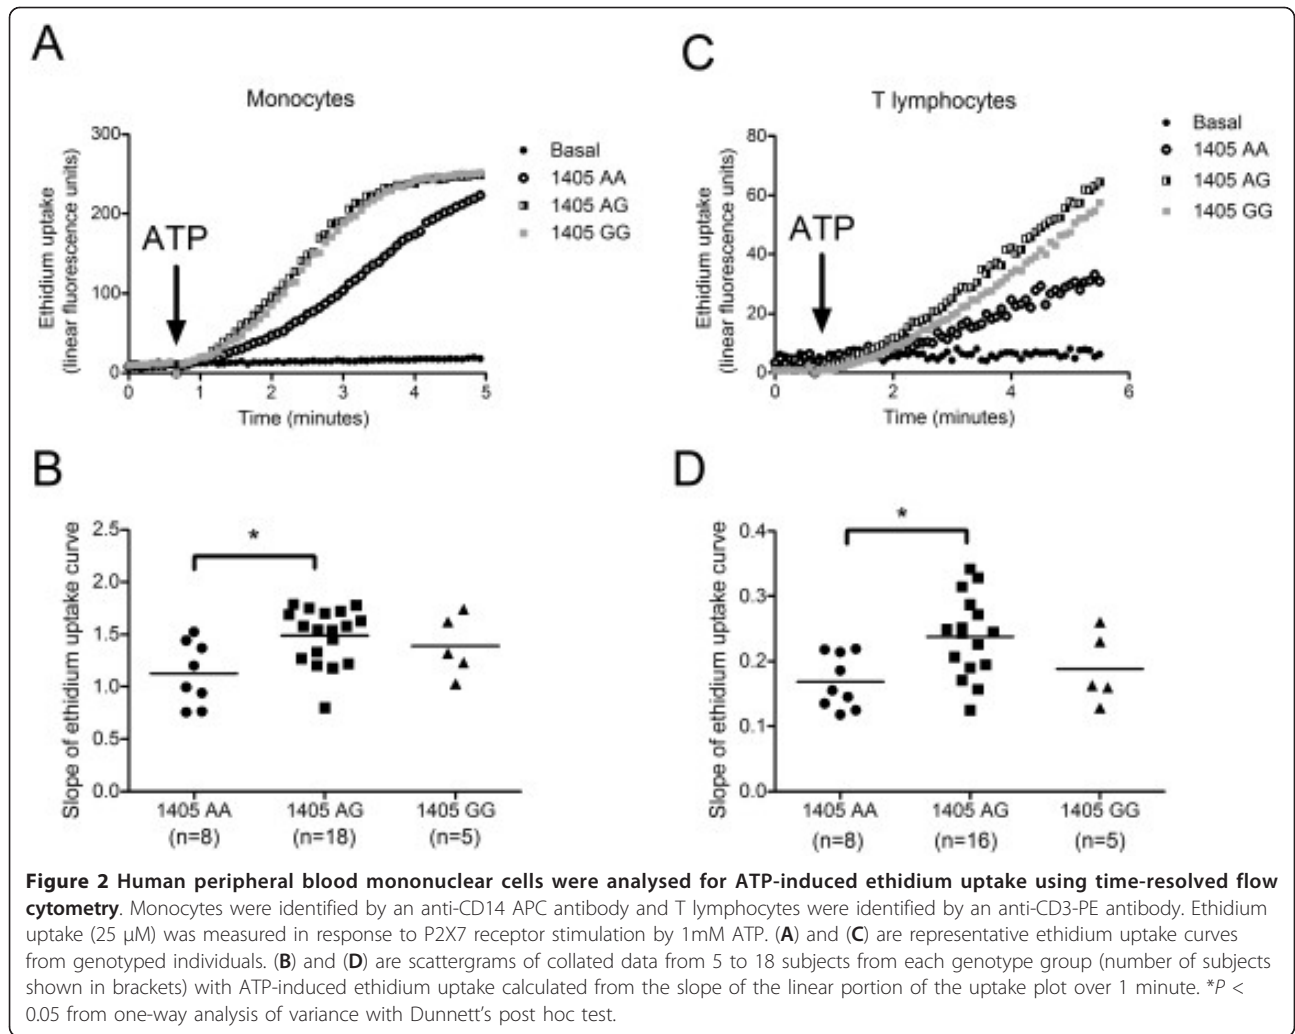 A
Monocytes
Ethidium uptake
(linear fluorescence units)
300
200
100
0
ATP
Basal
1405 AA
1405 AG
1405 GG
0 1 2 3 4 5
Time (minutes)
C
T lymphocytes
Ethidium uptake
(linear fluorescence units)
80
60
40
20
0
ATP
Basal
1405 AA
1405 AG
1405 GG
0 2 4 6
Time (minutes)
B
Slope of ethidium uptake curve
2.5
2.0
1.5
1.0
0.5
0.0
*
1405 AA 1405 AG 1405 GG
(n=8) (n=18) (n=5)
D
Slope of ethidium uptake curve
0.4
0.3
0.2
0.1
0.0
*
1405 AA 1405 AG 1405 GG
(n=8) (n=16) (n=5)
Figure 2 Human peripheral blood mononuclear cells were analysed for ATP-induced ethidium uptake using time-resolved flow
cytometry. Monocytes were identified by an anti-CD14 APC antibody and T lymphocytes were identified by an anti-CD3-PE antibody. Ethidium
uptake (25 μM) was measured in response to P2X7 receptor stimulation by 1mM ATP. (A) and (C) are representative ethidium uptake curves
from genotyped individuals. (B) and (D) are scattergrams of collated data from 5 to 18 subjects from each genotype group (number of subjects
shown in brackets) with ATP-induced ethidium uptake calculated from the slope of the linear portion of the uptake plot over 1 minute. *P <
0.05 from one-way analysis of variance with Dunnett's post hoc test.